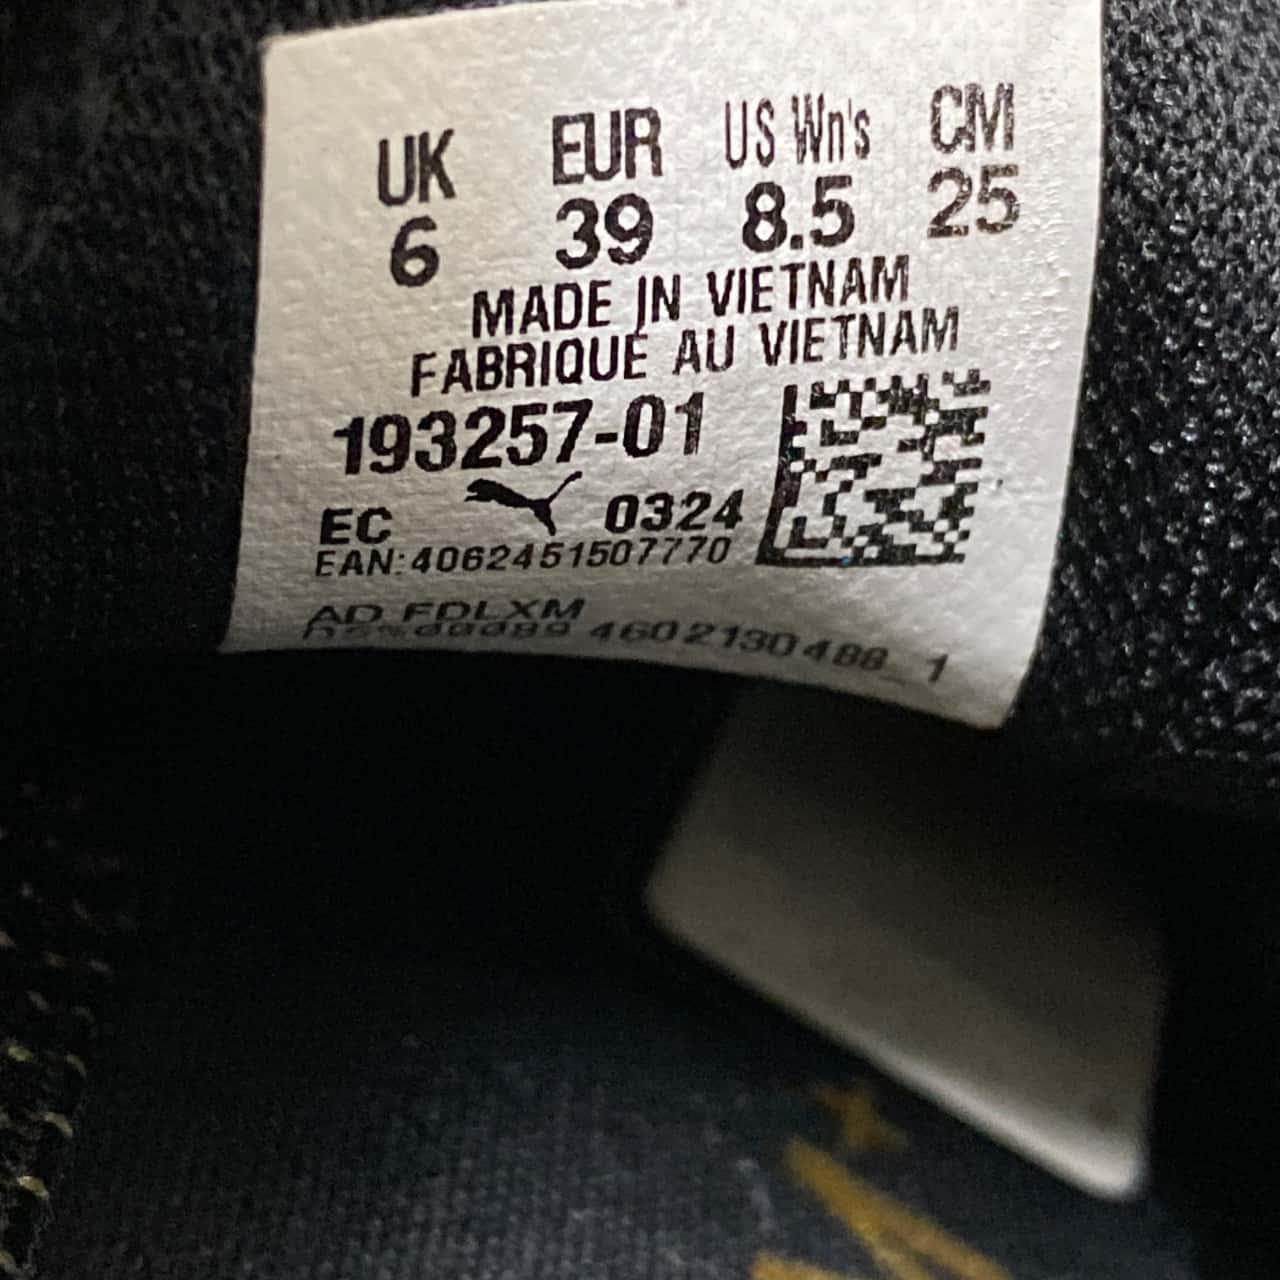 UK EUR US Wn's CM
6 39 8.5 25
MADE IN VIETNAM
FABRIQUE AU VIETNAM
193257-01
EC 0324
EAN:4062451507770
AD FDLXM
4602130488_1